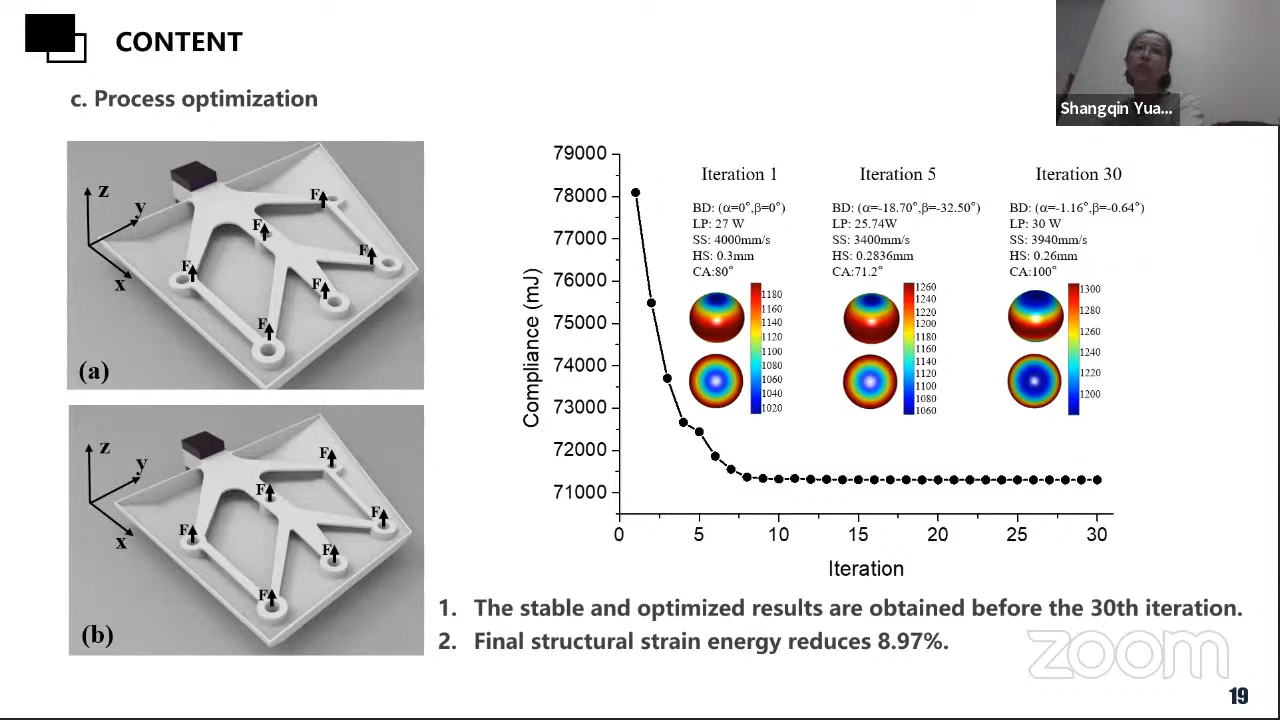 CONTENT
c. Process optimization
Shangqin Yua...
z
y
x
F
F
F
F
F
F
(a)
z
y
x
F
F
F
F
F
F
(b)
Compliance (mJ)
79000
78000
77000
76000
75000
74000
73000
72000
71000
0 5 10 15 20 25 30
Iteration
Iteration 1
BD: (α=0°,β=0°)
LP: 27 W
SS: 4000mm/s
HS: 0.3mm
CA:80°
1180
1160
1140
1120
1100
1080
1060
1040
1020
Iteration 5
BD: (α=-18.70°,β=-32.50°)
LP: 25.74W
SS: 3400mm/s
HS: 0.2836mm
CA:71.2°
1260
1240
1220
1200
1180
1160
1140
1120
1100
1080
1060
Iteration 30
BD: (α=-1.16°,β=-0.64°)
LP: 30 W
SS: 3940mm/s
HS: 0.26mm
CA:100°
1300
1280
1260
1240
1220
1200
1. The stable and optimized results are obtained before the 30th iteration.
2. Final structural strain energy reduces 8.97%.
zoom
19